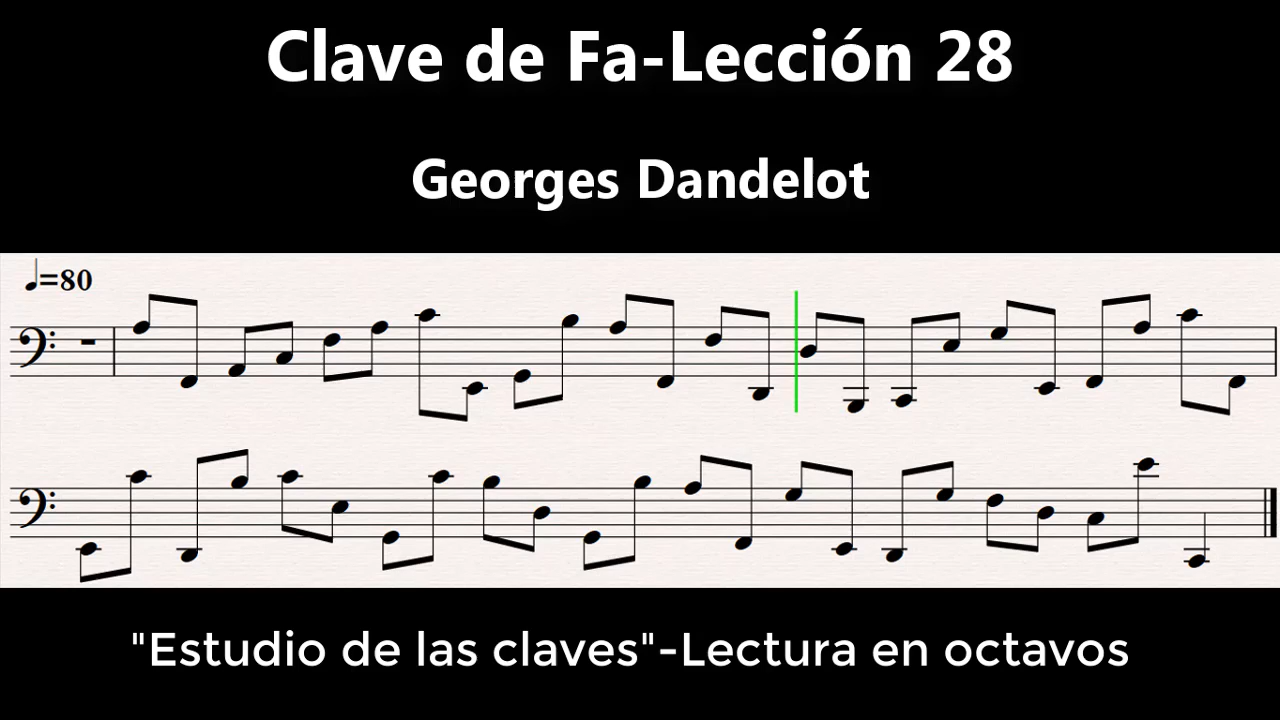 Clave de Fa-Lección 28
Georges Dandelot
♩=80
"Estudio de las claves"-Lectura en octavos